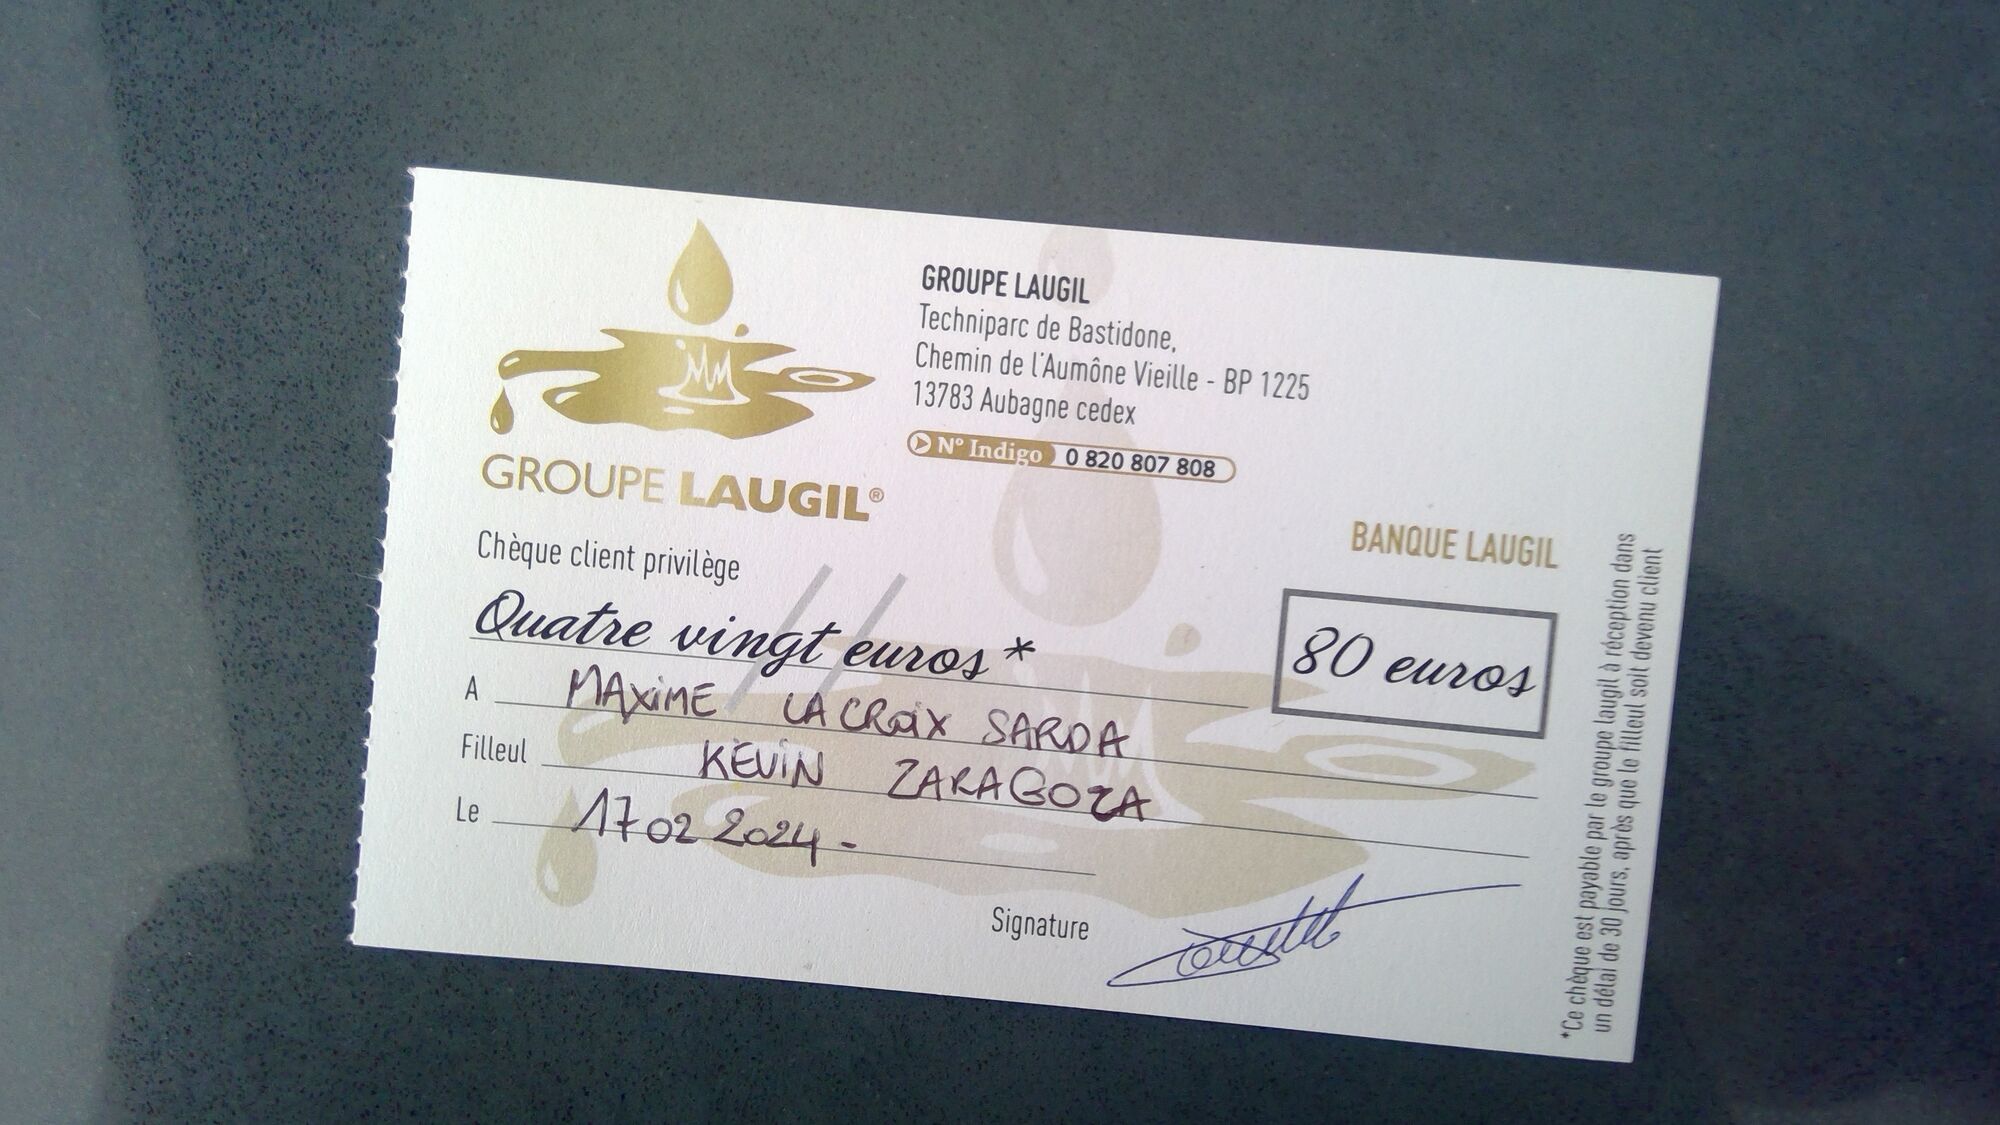 GROUPE LAUGIL®
GROUPE LAUGIL
Techniparc de Bastidone,
Chemin de l'Aumône Vieille - BP 1225
13783 Aubagne cedex
N° Indigo 0 820 807 808
BANQUE LAUGIL
Chèque client privilège
Quatre vingt euros*
80 euros
A MAXIME LACROIX SARDA
Filleul KEVIN ZARAGOZA
Le 17 02 2024 -
Signature
*Ce chèque est payable par le groupe laugil à réception dans
un délai de 30 jours, après que le filleul soit devenu client